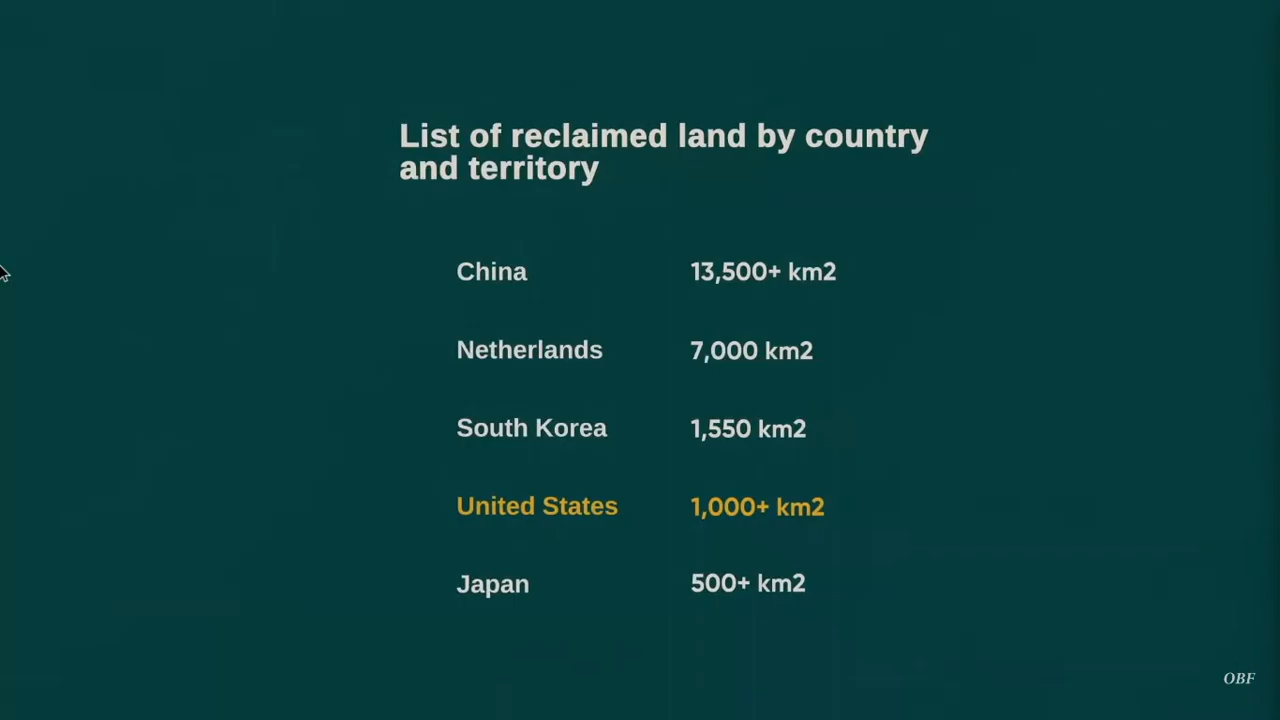 List of reclaimed land by country
and territory
China 13,500+ km2
Netherlands 7,000 km2
South Korea 1,550 km2
United States 1,000+ km2
Japan 500+ km2
OBF